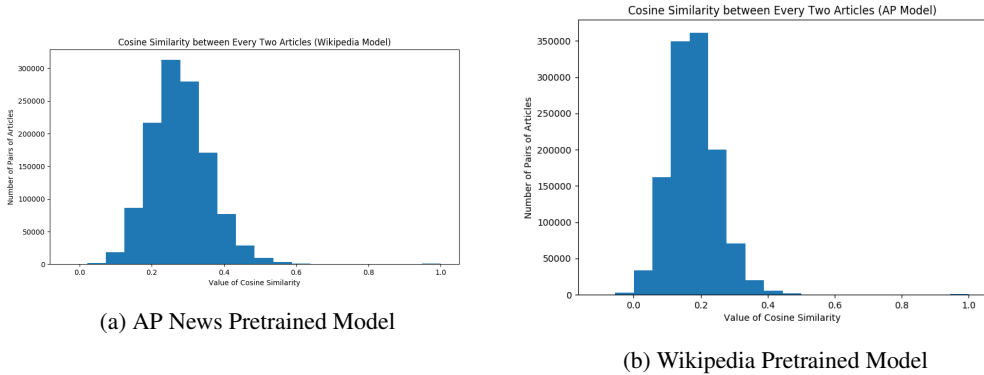 Cosine Similarity between Every Two Articles (Wikipedia Model)
Number of Pairs of Articles
300000
250000
200000
150000
100000
50000
0
0.0 0.2 0.4 0.6 0.8 1.0
Value of Cosine Similarity
(a) AP News Pretrained Model
Cosine Similarity between Every Two Articles (AP Model)
Number of Pairs of Articles
350000
300000
250000
200000
150000
100000
50000
0
0.0 0.2 0.4 0.6 0.8 1.0
Value of Cosine Similarity
(b) Wikipedia Pretrained Model